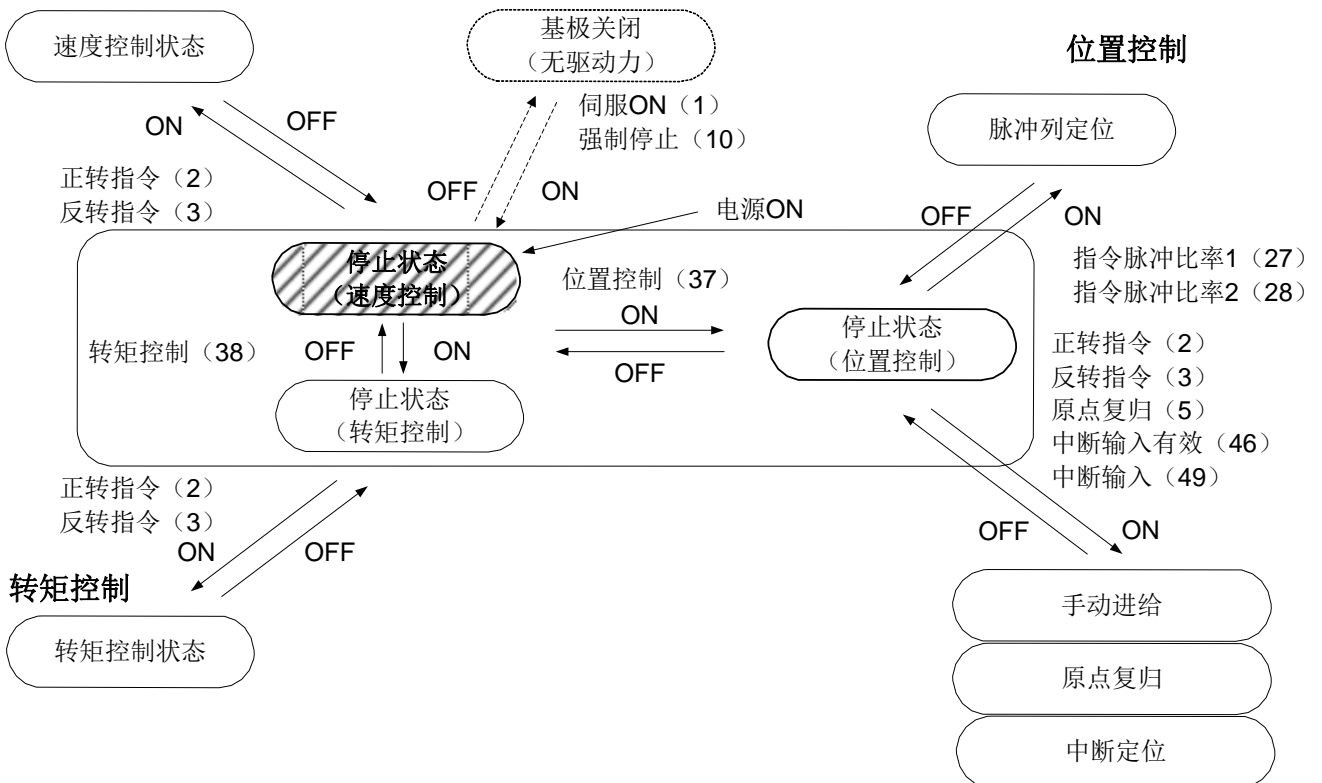 速度控制状态
基极关闭
（无驱动力）
位置控制
伺服ON（1）
强制停止（10）
脉冲列定位
ON
OFF
正转指令（2）
反转指令（3）
OFF
ON
电源ON
OFF
ON
指令脉冲比率1（27）
指令脉冲比率2（28）
停止状态
（速度控制）
位置控制（37）
ON
OFF
停止状态
（位置控制）
转矩控制（38）
OFF
ON
停止状态
（转矩控制）
正转指令（2）
反转指令（3）
原点复归（5）
中断输入有效（46）
中断输入（49）
正转指令（2）
反转指令（3）
ON
OFF
OFF
ON
转矩控制
转矩控制状态
手动进给
原点复归
中断定位